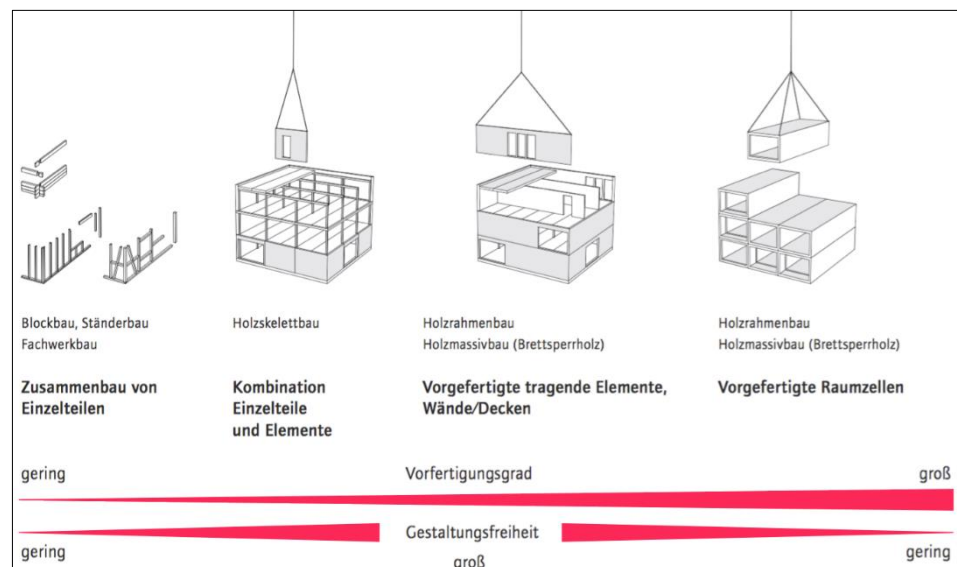 Blockbau, Ständerbau
Fachwerkbau
Zusammenbau von
Einzelteilen
Holzskelettbau
Kombination
Einzelteile
und Elemente
Holzrahmenbau
Holzmassivbau (Brettsperrholz)
Vorgefertigte tragende Elemente,
Wände/Decken
Holzrahmenbau
Holzmassivbau (Brettsperrholz)
Vorgefertigte Raumzellen
gering
Vorfertigungsgrad
groß
Gestaltungsfreiheit
gering
groß
gering